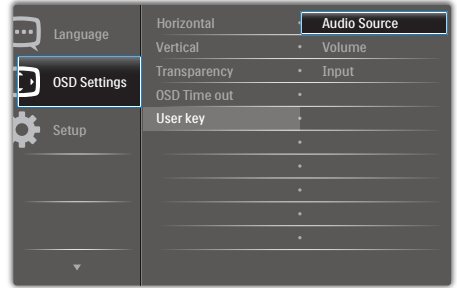 Language
OSD Settings
Setup
Horizontal
Vertical
Transparency
OSD Time out
User key
Audio Source
Volume
Input